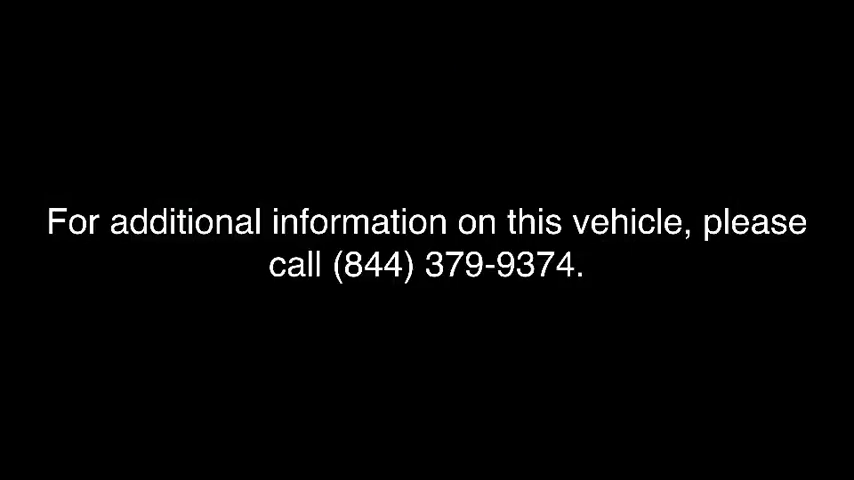 For additional information on this vehicle, please
call (844) 379-9374.